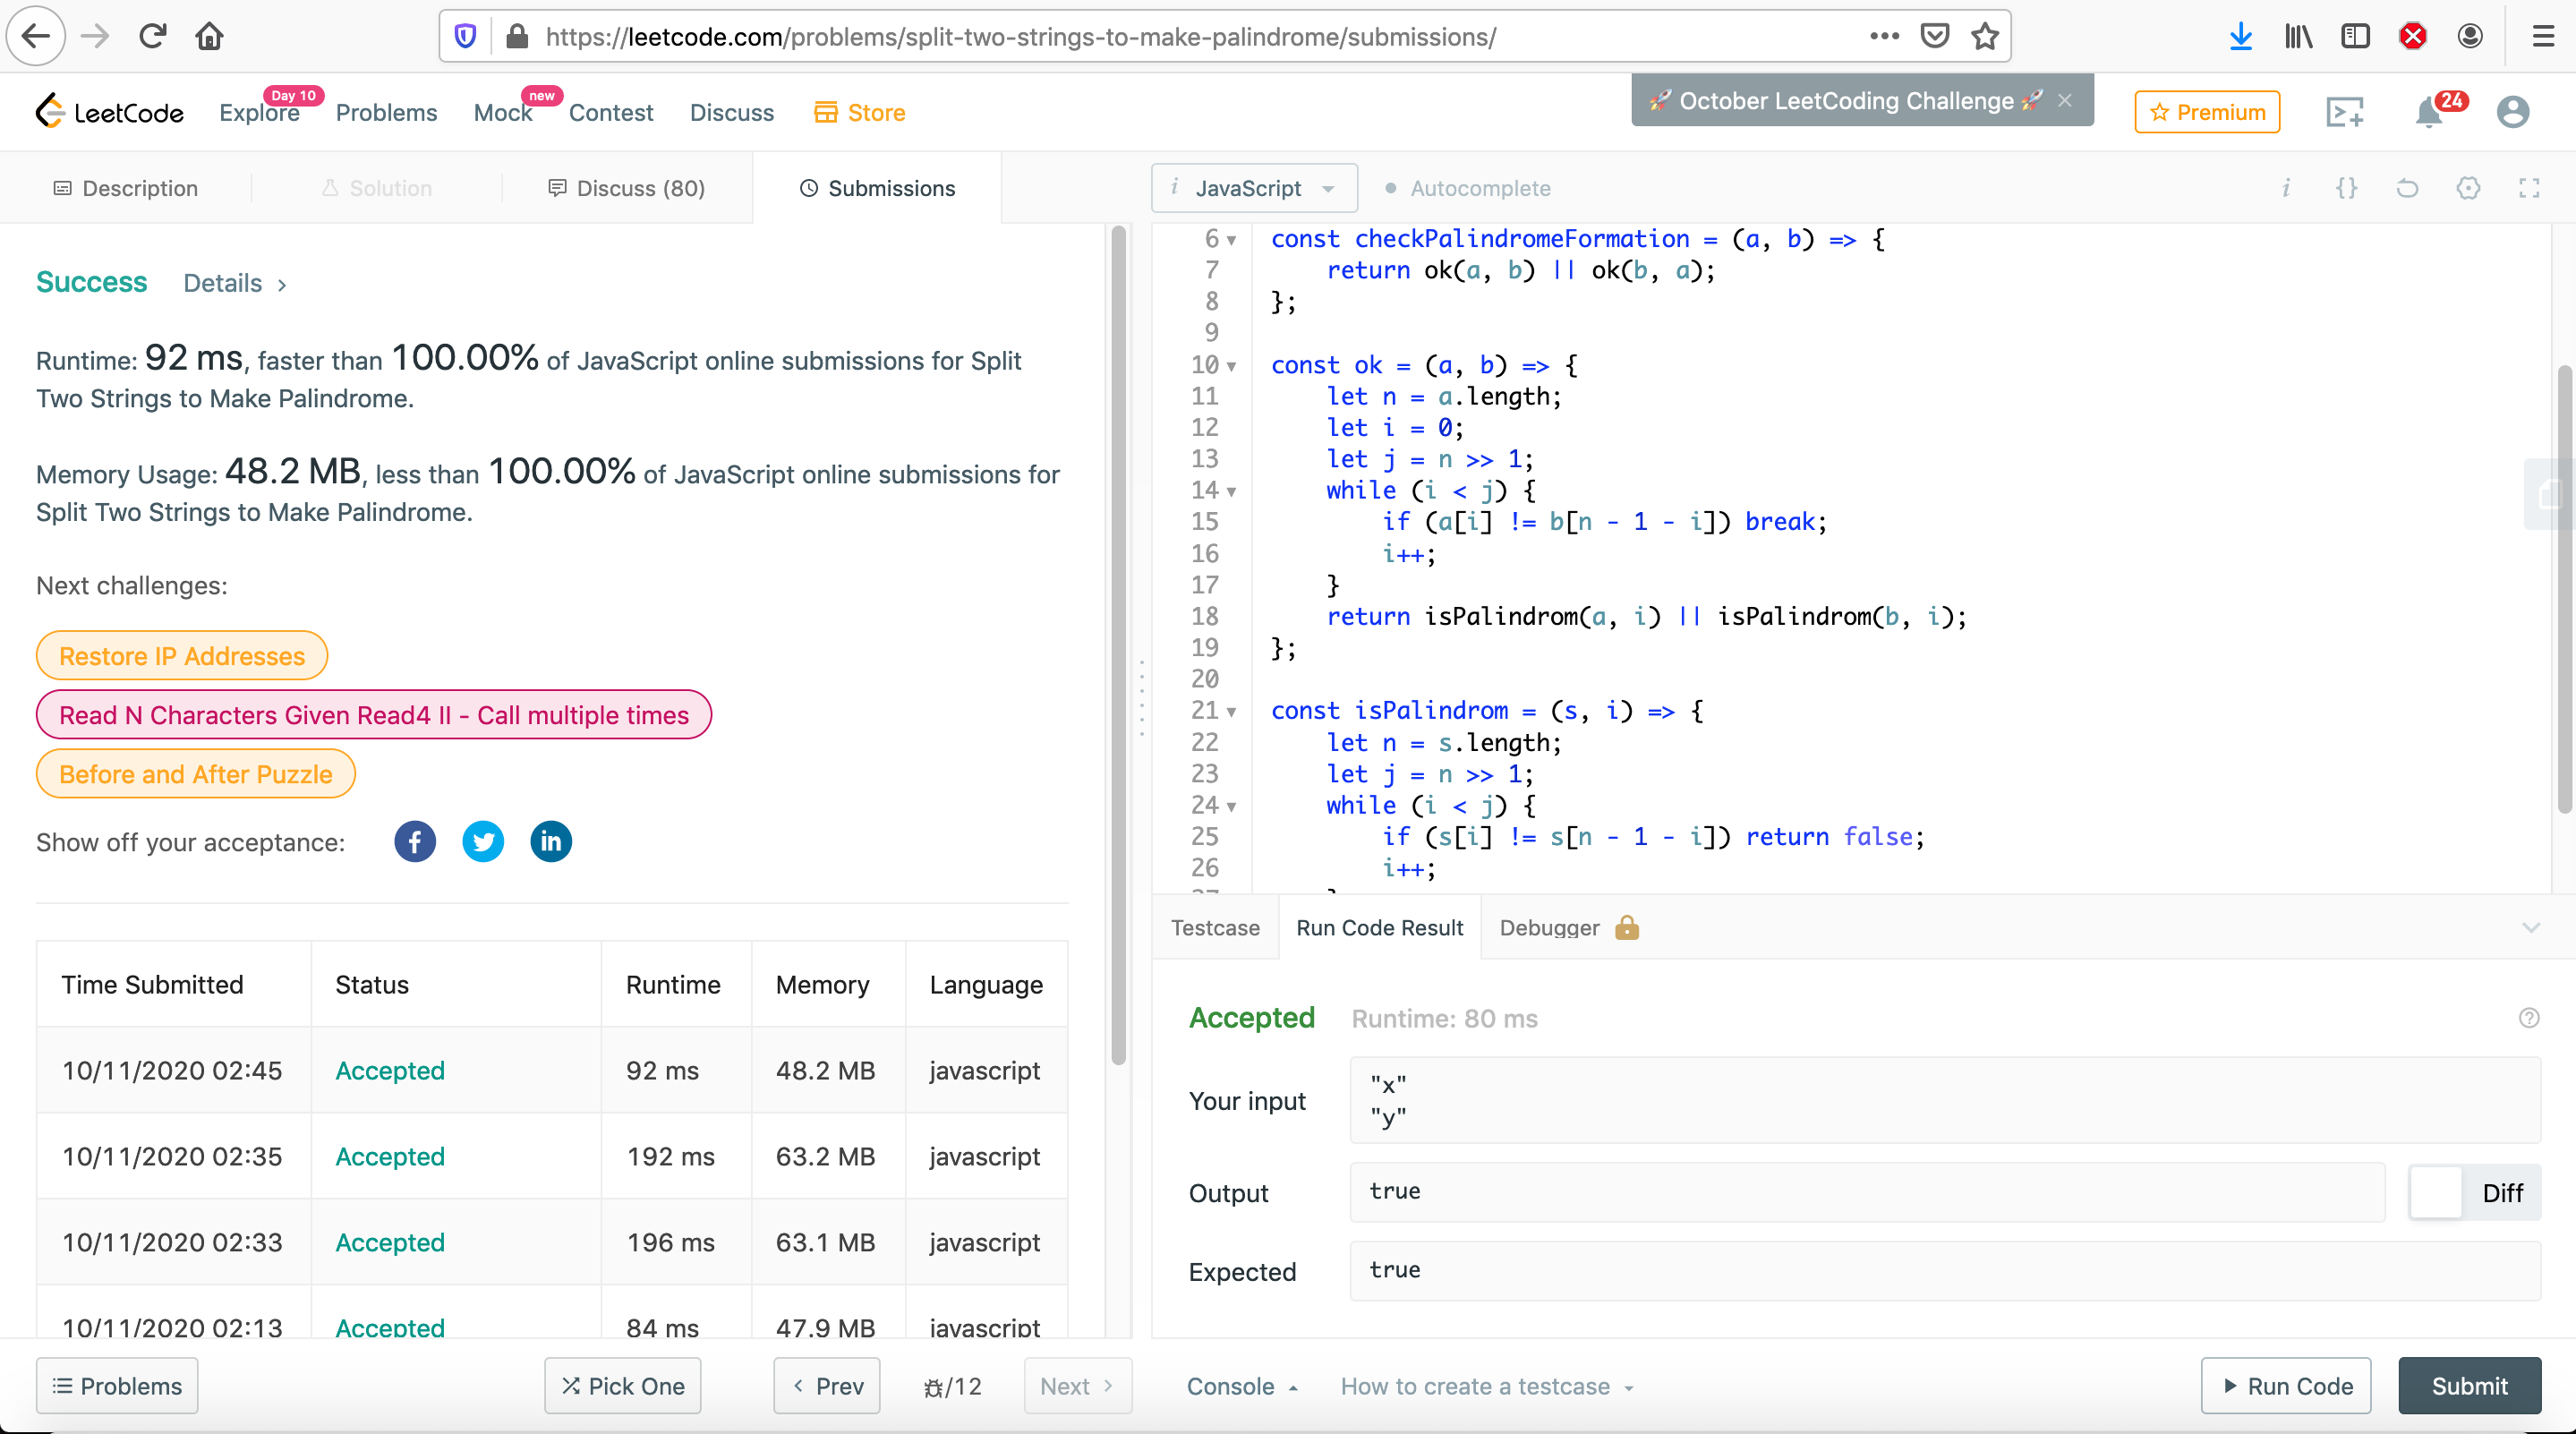 https://leetcode.com/problems/split-two-strings-to-make-palindrome/submissions/
LeetCode
Explore
Day 10
Problems
Mock
new
Contest
Discuss
Store
🚀 October LeetCoding Challenge 🚀 ×
Premium
24
Description
Solution
Discuss (80)
Submissions
i JavaScript
Autocomplete
Success
Details >
Runtime: 92 ms, faster than 100.00% of JavaScript online submissions for Split
Two Strings to Make Palindrome.
Memory Usage: 48.2 MB, less than 100.00% of JavaScript online submissions for
Split Two Strings to Make Palindrome.
Next challenges:
Restore IP Addresses
Read N Characters Given Read4 II - Call multiple times
Before and After Puzzle
Show off your acceptance:
Time Submitted Status Runtime Memory Language
10/11/2020 02:45 Accepted 92 ms 48.2 MB javascript
10/11/2020 02:35 Accepted 192 ms 63.2 MB javascript
10/11/2020 02:33 Accepted 196 ms 63.1 MB javascript
10/11/2020 02:13 Accepted 84 ms 47.9 MB javascript
Problems
Pick One
< Prev
/12
Next >
6 const checkPalindromeFormation = (a, b) => {
7 return ok(a, b) || ok(b, a);
8 };
9
10 const ok = (a, b) => {
11 let n = a.length;
12 let i = 0;
13 let j = n >> 1;
14 while (i < j) {
15 if (a[i] != b[n - 1 - i]) break;
16 i++;
17 }
18 return isPalindrom(a, i) || isPalindrom(b, i);
19 };
20
21 const isPalindrom = (s, i) => {
22 let n = s.length;
23 let j = n >> 1;
24 while (i < j) {
25 if (s[i] != s[n - 1 - i]) return false;
26 i++;
Testcase
Run Code Result
Debugger
Accepted
Runtime: 80 ms
Your input
"x"
"y"
Output
true
Diff
Expected
true
Console
How to create a testcase
Run Code
Submit